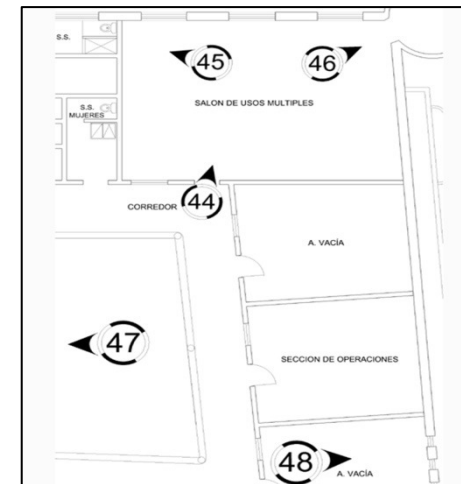 S.S.
45
46
SALON DE USOS MULTIPLES
S.S.
MUJERES
CORREDOR
44
A. VACÍA
47
SECCION DE OPERACIONES
48
A. VACÍA